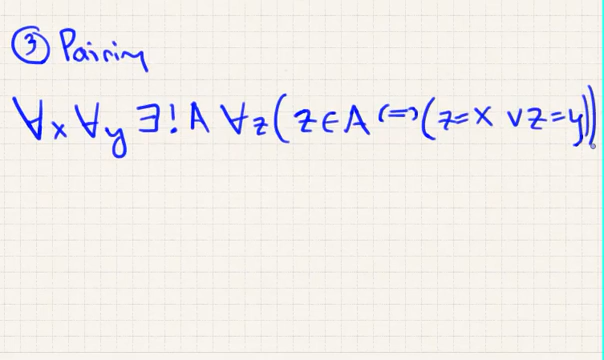 ③ Pairing
∀x ∀y ∃! A ∀z (z ∈ A ⟺ (z = x ∨ z = y))